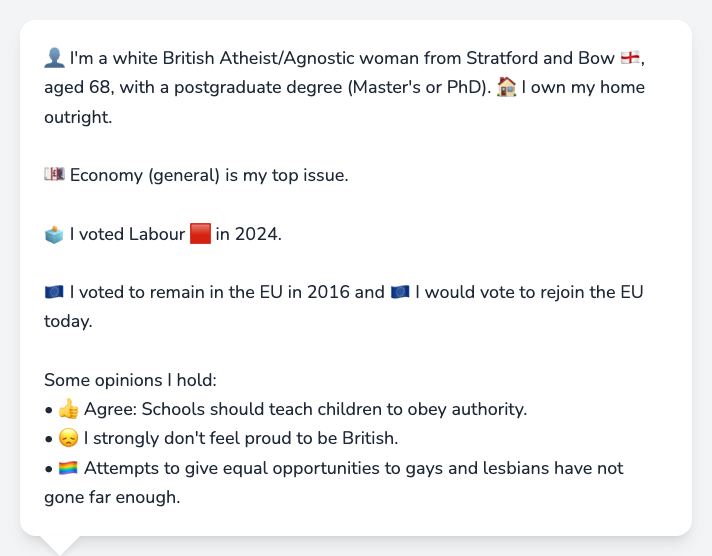 👤 I'm a white British Atheist/Agnostic woman from Stratford and Bow 🏴󠁧󠁢󠁥󠁮󠁧󠁿,
aged 68, with a postgraduate degree (Master's or PhD). 🏠 I own my home
outright.
💷 Economy (general) is my top issue.
🗳️ I voted Labour 🟥 in 2024.
🇪🇺 I voted to remain in the EU in 2016 and 🇪🇺 I would vote to rejoin the EU
today.
Some opinions I hold:
• 👍 Agree: Schools should teach children to obey authority.
• 😞 I strongly don't feel proud to be British.
• 🏳️‍🌈 Attempts to give equal opportunities to gays and lesbians have not
gone far enough.